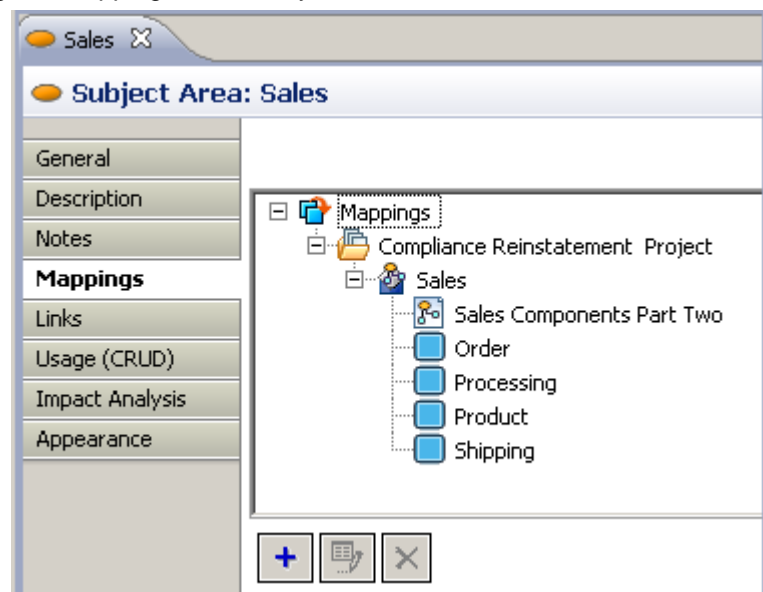 Sales
Subject Area: Sales
General
Description
Notes
Mappings
Links
Usage (CRUD)
Impact Analysis
Appearance
Mappings
Compliance Reinstatement Project
Sales
Sales Components Part Two
Order
Processing
Product
Shipping